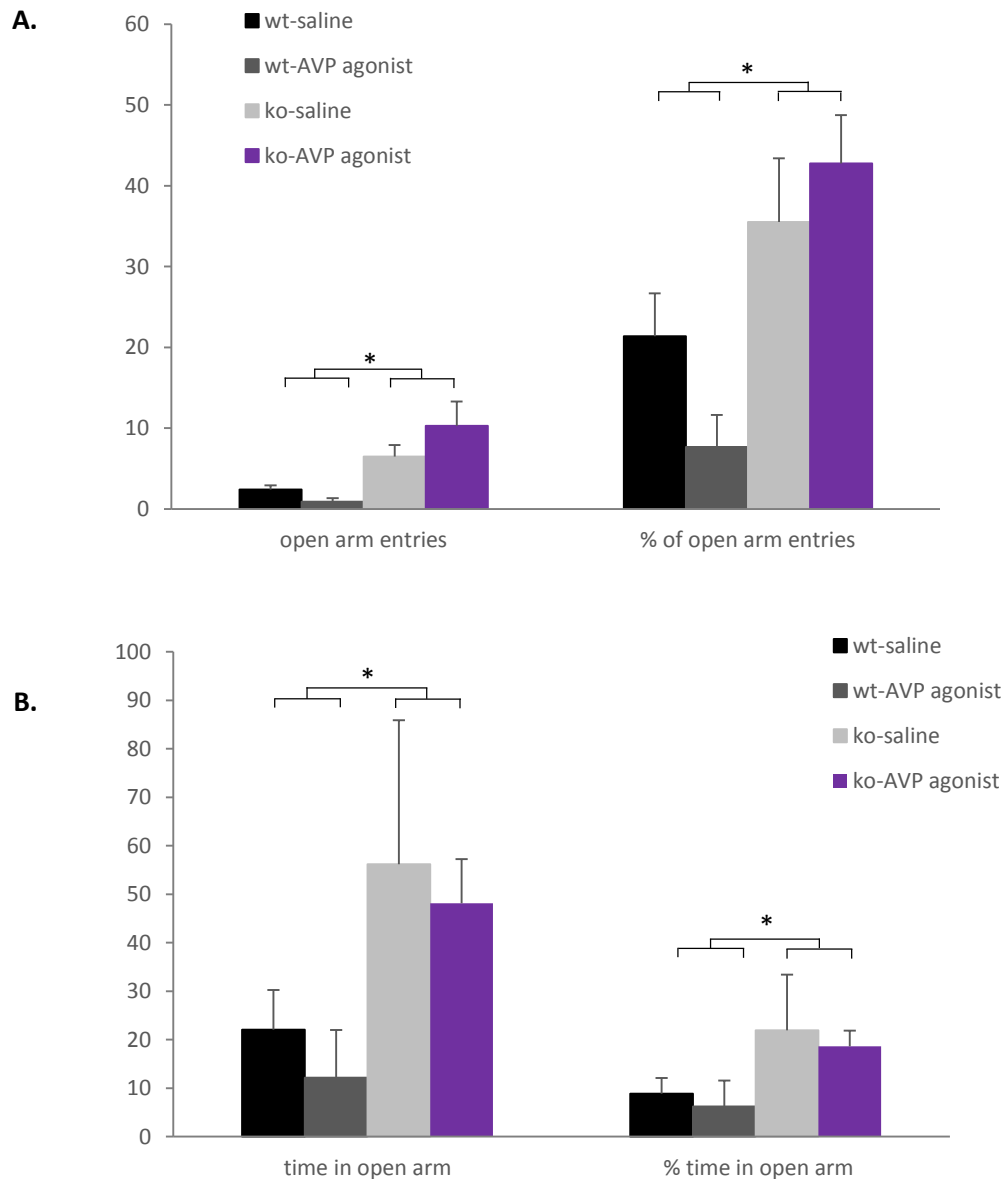 A.
wt-saline
wt-AVP agonist
ko-saline
ko-AVP agonist
60
50
40
30
20
10
0
*
*
open arm entries
% of open arm entries
B.
wt-saline
wt-AVP agonist
ko-saline
ko-AVP agonist
100
90
80
70
60
50
40
30
20
10
0
*
*
time in open arm
% time in open arm